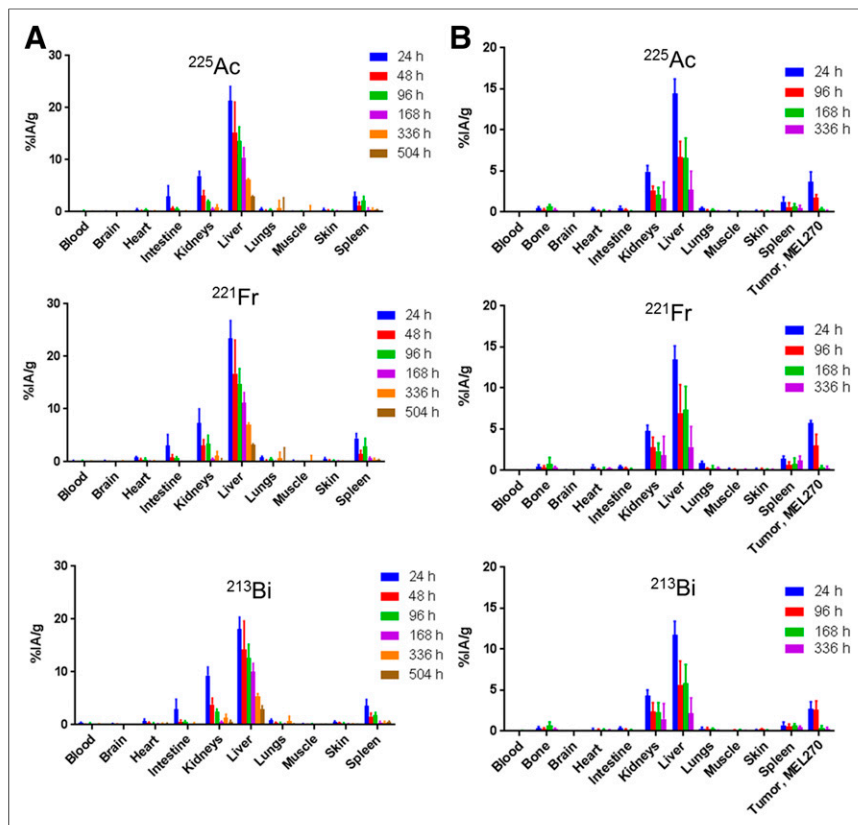 A
²²⁵Ac
%IA/g
30
20
10
0
24 h
48 h
96 h
168 h
336 h
504 h
Blood
Brain
Heart
Intestine
Kidneys
Liver
Lungs
Muscle
Skin
Spleen
B
²²⁵Ac
%IA/g
20
15
10
5
0
24 h
96 h
168 h
336 h
Blood
Bone
Brain
Heart
Intestine
Kidneys
Liver
Lungs
Muscle
Skin
Spleen
Tumor, MEL270
²²¹Fr
%IA/g
30
20
10
0
24 h
48 h
96 h
168 h
336 h
504 h
Blood
Brain
Heart
Intestine
Kidneys
Liver
Lungs
Muscle
Skin
Spleen
²²¹Fr
%IA/g
20
15
10
5
0
24 h
96 h
168 h
336 h
Blood
Bone
Brain
Heart
Intestine
Kidneys
Liver
Lungs
Muscle
Skin
Spleen
Tumor, MEL270
²¹³Bi
%IA/g
30
20
10
0
24 h
48 h
96 h
168 h
336 h
504 h
Blood
Brain
Heart
Intestine
Kidneys
Liver
Lungs
Muscle
Skin
Spleen
²¹³Bi
%IA/g
20
15
10
5
0
24 h
96 h
168 h
336 h
Blood
Bone
Brain
Heart
Intestine
Kidneys
Liver
Lungs
Muscle
Skin
Spleen
Tumor, MEL270